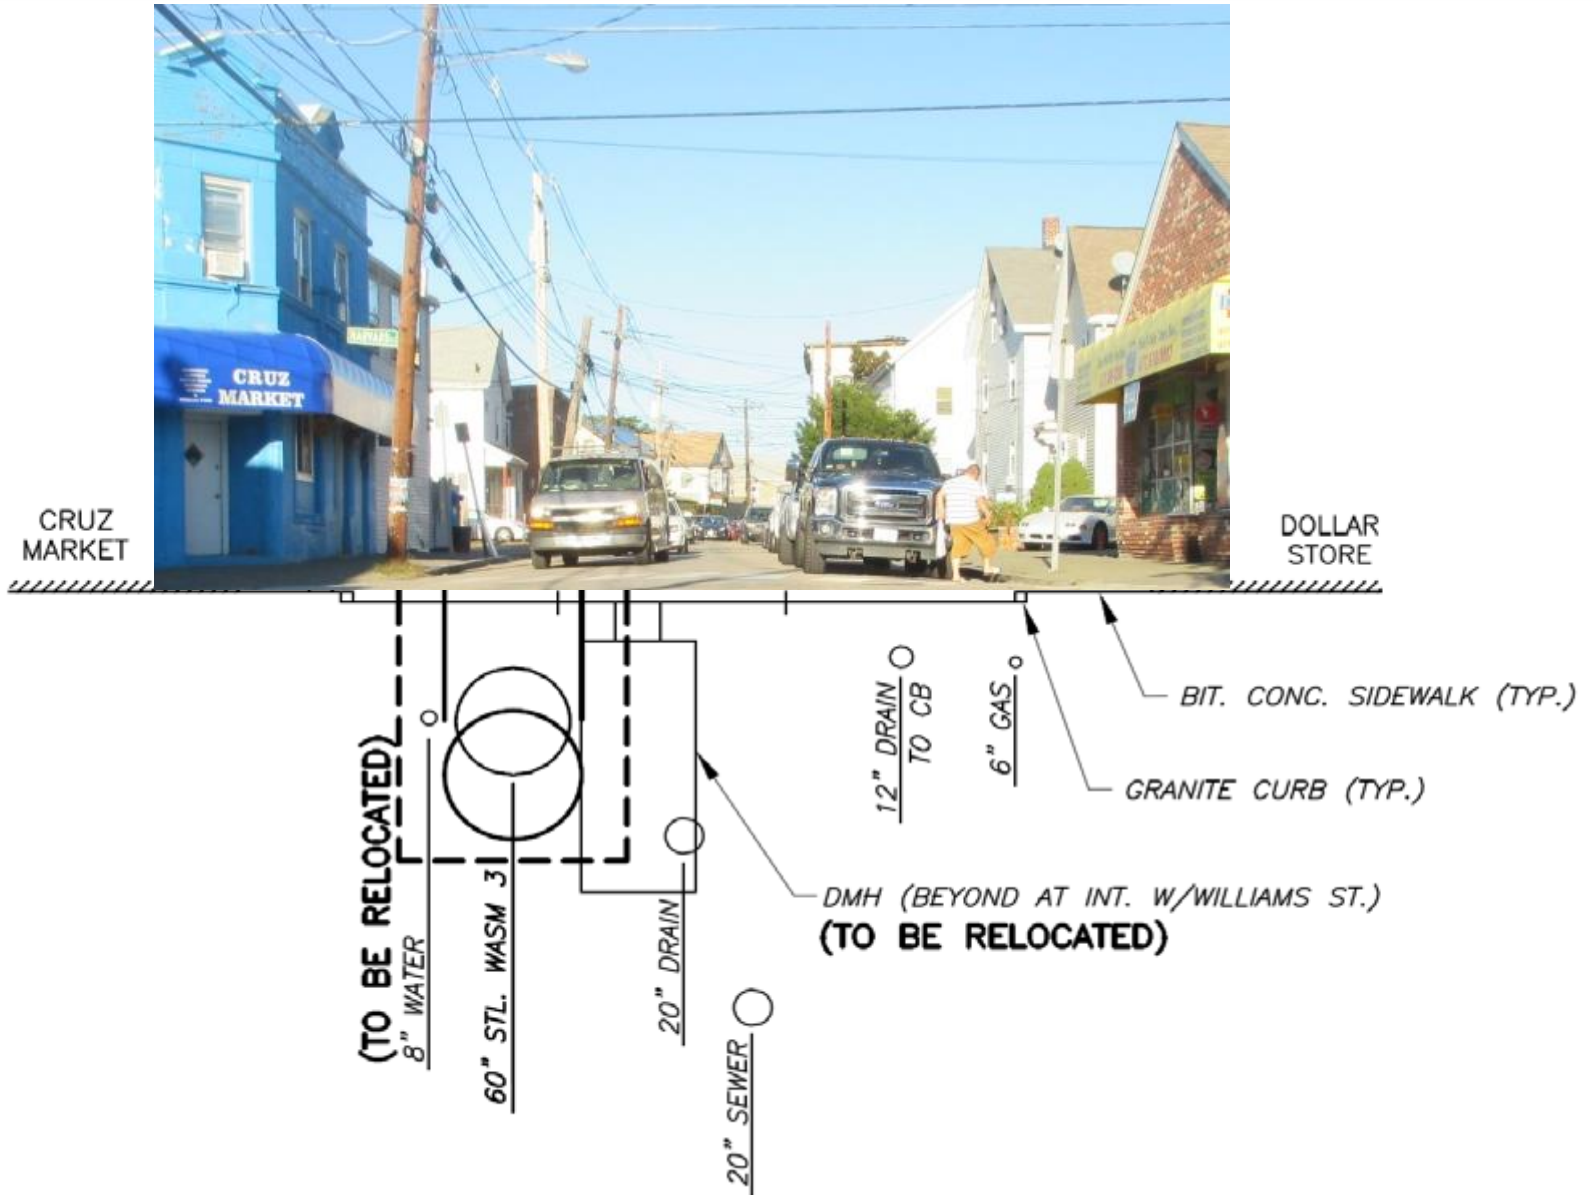 HARVARD
CRUZ
MARKET
CRUZ
MARKET
DOLLAR
STORE
(TO BE RELOCATED)
8" WATER
60" STL. WASM 3
20" DRAIN
20" SEWER
12" DRAIN
TO CB
6" GAS
BIT. CONC. SIDEWALK (TYP.)
GRANITE CURB (TYP.)
DMH (BEYOND AT INT. W/WILLIAMS ST.)
(TO BE RELOCATED)